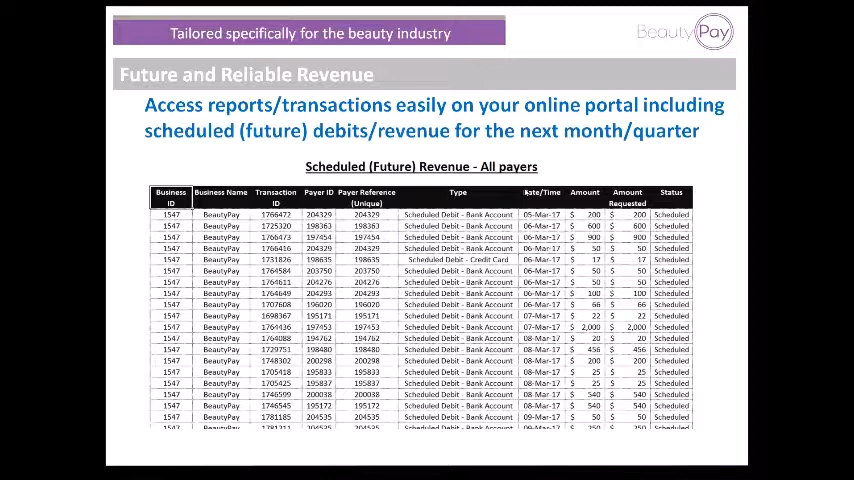 Tailored specifically for the beauty industry
BeautyPay
Future and Reliable Revenue
Access reports/transactions easily on your online portal including
scheduled (future) debits/revenue for the next month/quarter
Scheduled (Future) Revenue - All payers
Business ID Business Name Transaction ID Payer ID Payer Reference (Unique) Type Date/Time Amount Amount Requested Status
1547 BeautyPay 1766472 204329 204329 Scheduled Debit - Bank Account 05-Mar-17 $ 200 $ 200 Scheduled
1547 BeautyPay 1725320 198363 198363 Scheduled Debit - Bank Account 06-Mar-17 $ 600 $ 600 Scheduled
1547 BeautyPay 1766473 197454 197454 Scheduled Debit - Bank Account 06-Mar-17 $ 900 $ 900 Scheduled
1547 BeautyPay 1766416 204329 204329 Scheduled Debit - Bank Account 06-Mar-17 $ 50 $ 50 Scheduled
1547 BeautyPay 1731826 198635 198635 Scheduled Debit - Credit Card 06-Mar-17 $ 17 $ 17 Scheduled
1547 BeautyPay 1764584 203750 203750 Scheduled Debit - Bank Account 06-Mar-17 $ 50 $ 50 Scheduled
1547 BeautyPay 1764611 204276 204276 Scheduled Debit - Bank Account 06-Mar-17 $ 50 $ 50 Scheduled
1547 BeautyPay 1764649 204293 204293 Scheduled Debit - Bank Account 06-Mar-17 $ 100 $ 100 Scheduled
1547 BeautyPay 1707608 196020 196020 Scheduled Debit - Bank Account 06-Mar-17 $ 66 $ 66 Scheduled
1547 BeautyPay 1698367 195171 195171 Scheduled Debit - Bank Account 07-Mar-17 $ 22 $ 22 Scheduled
1547 BeautyPay 1764436 197453 197453 Scheduled Debit - Bank Account 07-Mar-17 $ 2,000 $ 2,000 Scheduled
1547 BeautyPay 1764088 194762 194762 Scheduled Debit - Bank Account 08-Mar-17 $ 20 $ 20 Scheduled
1547 BeautyPay 1729751 198480 198480 Scheduled Debit - Bank Account 08-Mar-17 $ 456 $ 456 Scheduled
1547 BeautyPay 1748302 200298 200298 Scheduled Debit - Bank Account 08-Mar-17 $ 200 $ 200 Scheduled
1547 BeautyPay 1705418 195833 195833 Scheduled Debit - Bank Account 08-Mar-17 $ 25 $ 25 Scheduled
1547 BeautyPay 1705425 195837 195837 Scheduled Debit - Bank Account 08-Mar-17 $ 25 $ 25 Scheduled
1547 BeautyPay 1746599 200038 200038 Scheduled Debit - Bank Account 08-Mar-17 $ 540 $ 540 Scheduled
1547 BeautyPay 1746545 195172 195172 Scheduled Debit - Bank Account 08-Mar-17 $ 540 $ 540 Scheduled
1547 BeautyPay 1781185 204535 204535 Scheduled Debit - Bank Account 09-Mar-17 $ 50 $ 50 Scheduled
1547 BeautyPay 204535 204535 Scheduled Debit - Bank Account 09-Mar-17 $ 250 $ 250 Scheduled